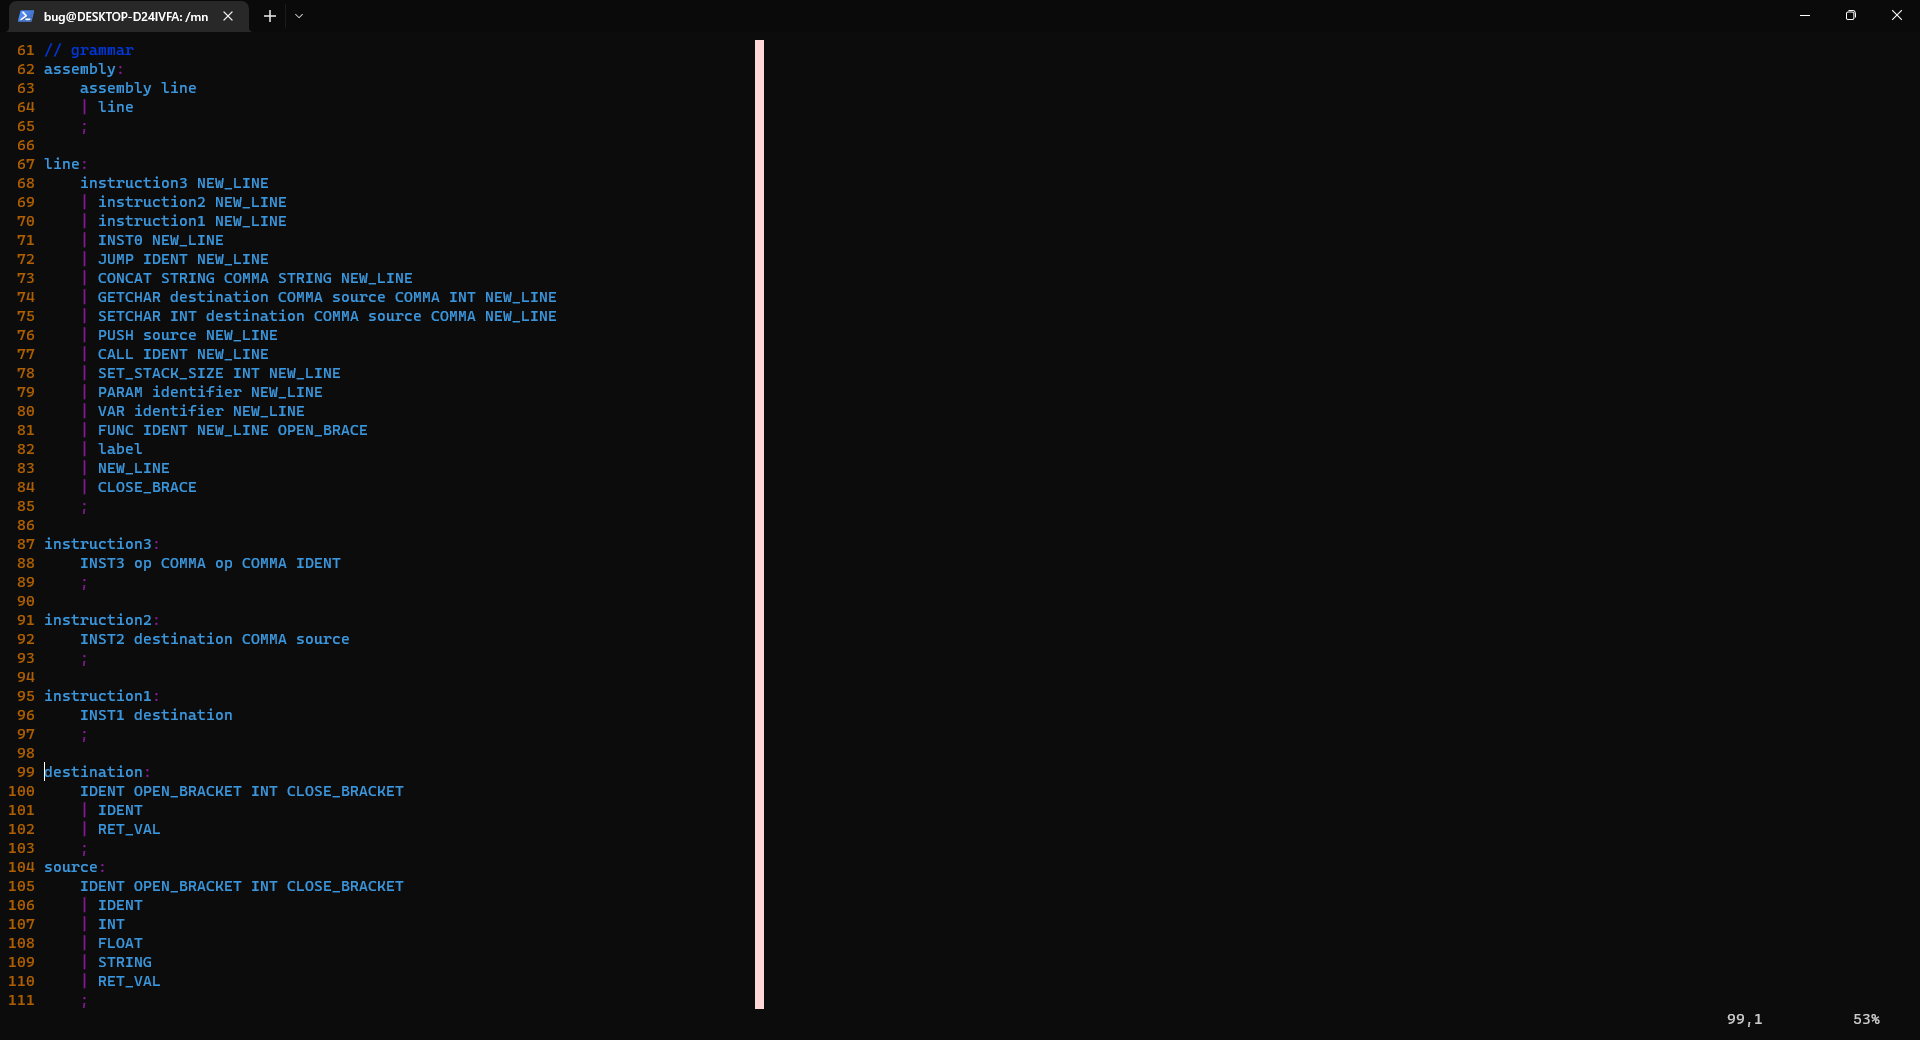 bug@DESKTOP-D24IVFA: /mn
61 // grammar
62 assembly:
63     assembly line
64     | line
65     ;
66
67 line:
68     instruction3 NEW_LINE
69     | instruction2 NEW_LINE
70     | instruction1 NEW_LINE
71     | INST0 NEW_LINE
72     | JUMP IDENT NEW_LINE
73     | CONCAT STRING COMMA STRING NEW_LINE
74     | GETCHAR destination COMMA source COMMA INT NEW_LINE
75     | SETCHAR INT destination COMMA source COMMA NEW_LINE
76     | PUSH source NEW_LINE
77     | CALL IDENT NEW_LINE
78     | SET_STACK_SIZE INT NEW_LINE
79     | PARAM identifier NEW_LINE
80     | VAR identifier NEW_LINE
81     | FUNC IDENT NEW_LINE OPEN_BRACE
82     | label
83     | NEW_LINE
84     | CLOSE_BRACE
85     ;
86
87 instruction3:
88     INST3 op COMMA op COMMA IDENT
89     ;
90
91 instruction2:
92     INST2 destination COMMA source
93     ;
94
95 instruction1:
96     INST1 destination
97     ;
98
99 destination:
100     IDENT OPEN_BRACKET INT CLOSE_BRACKET
101     | IDENT
102     | RET_VAL
103     ;
104 source:
105     IDENT OPEN_BRACKET INT CLOSE_BRACKET
106     | IDENT
107     | INT
108     | FLOAT
109     | STRING
110     | RET_VAL
111     ;
99,1 53%